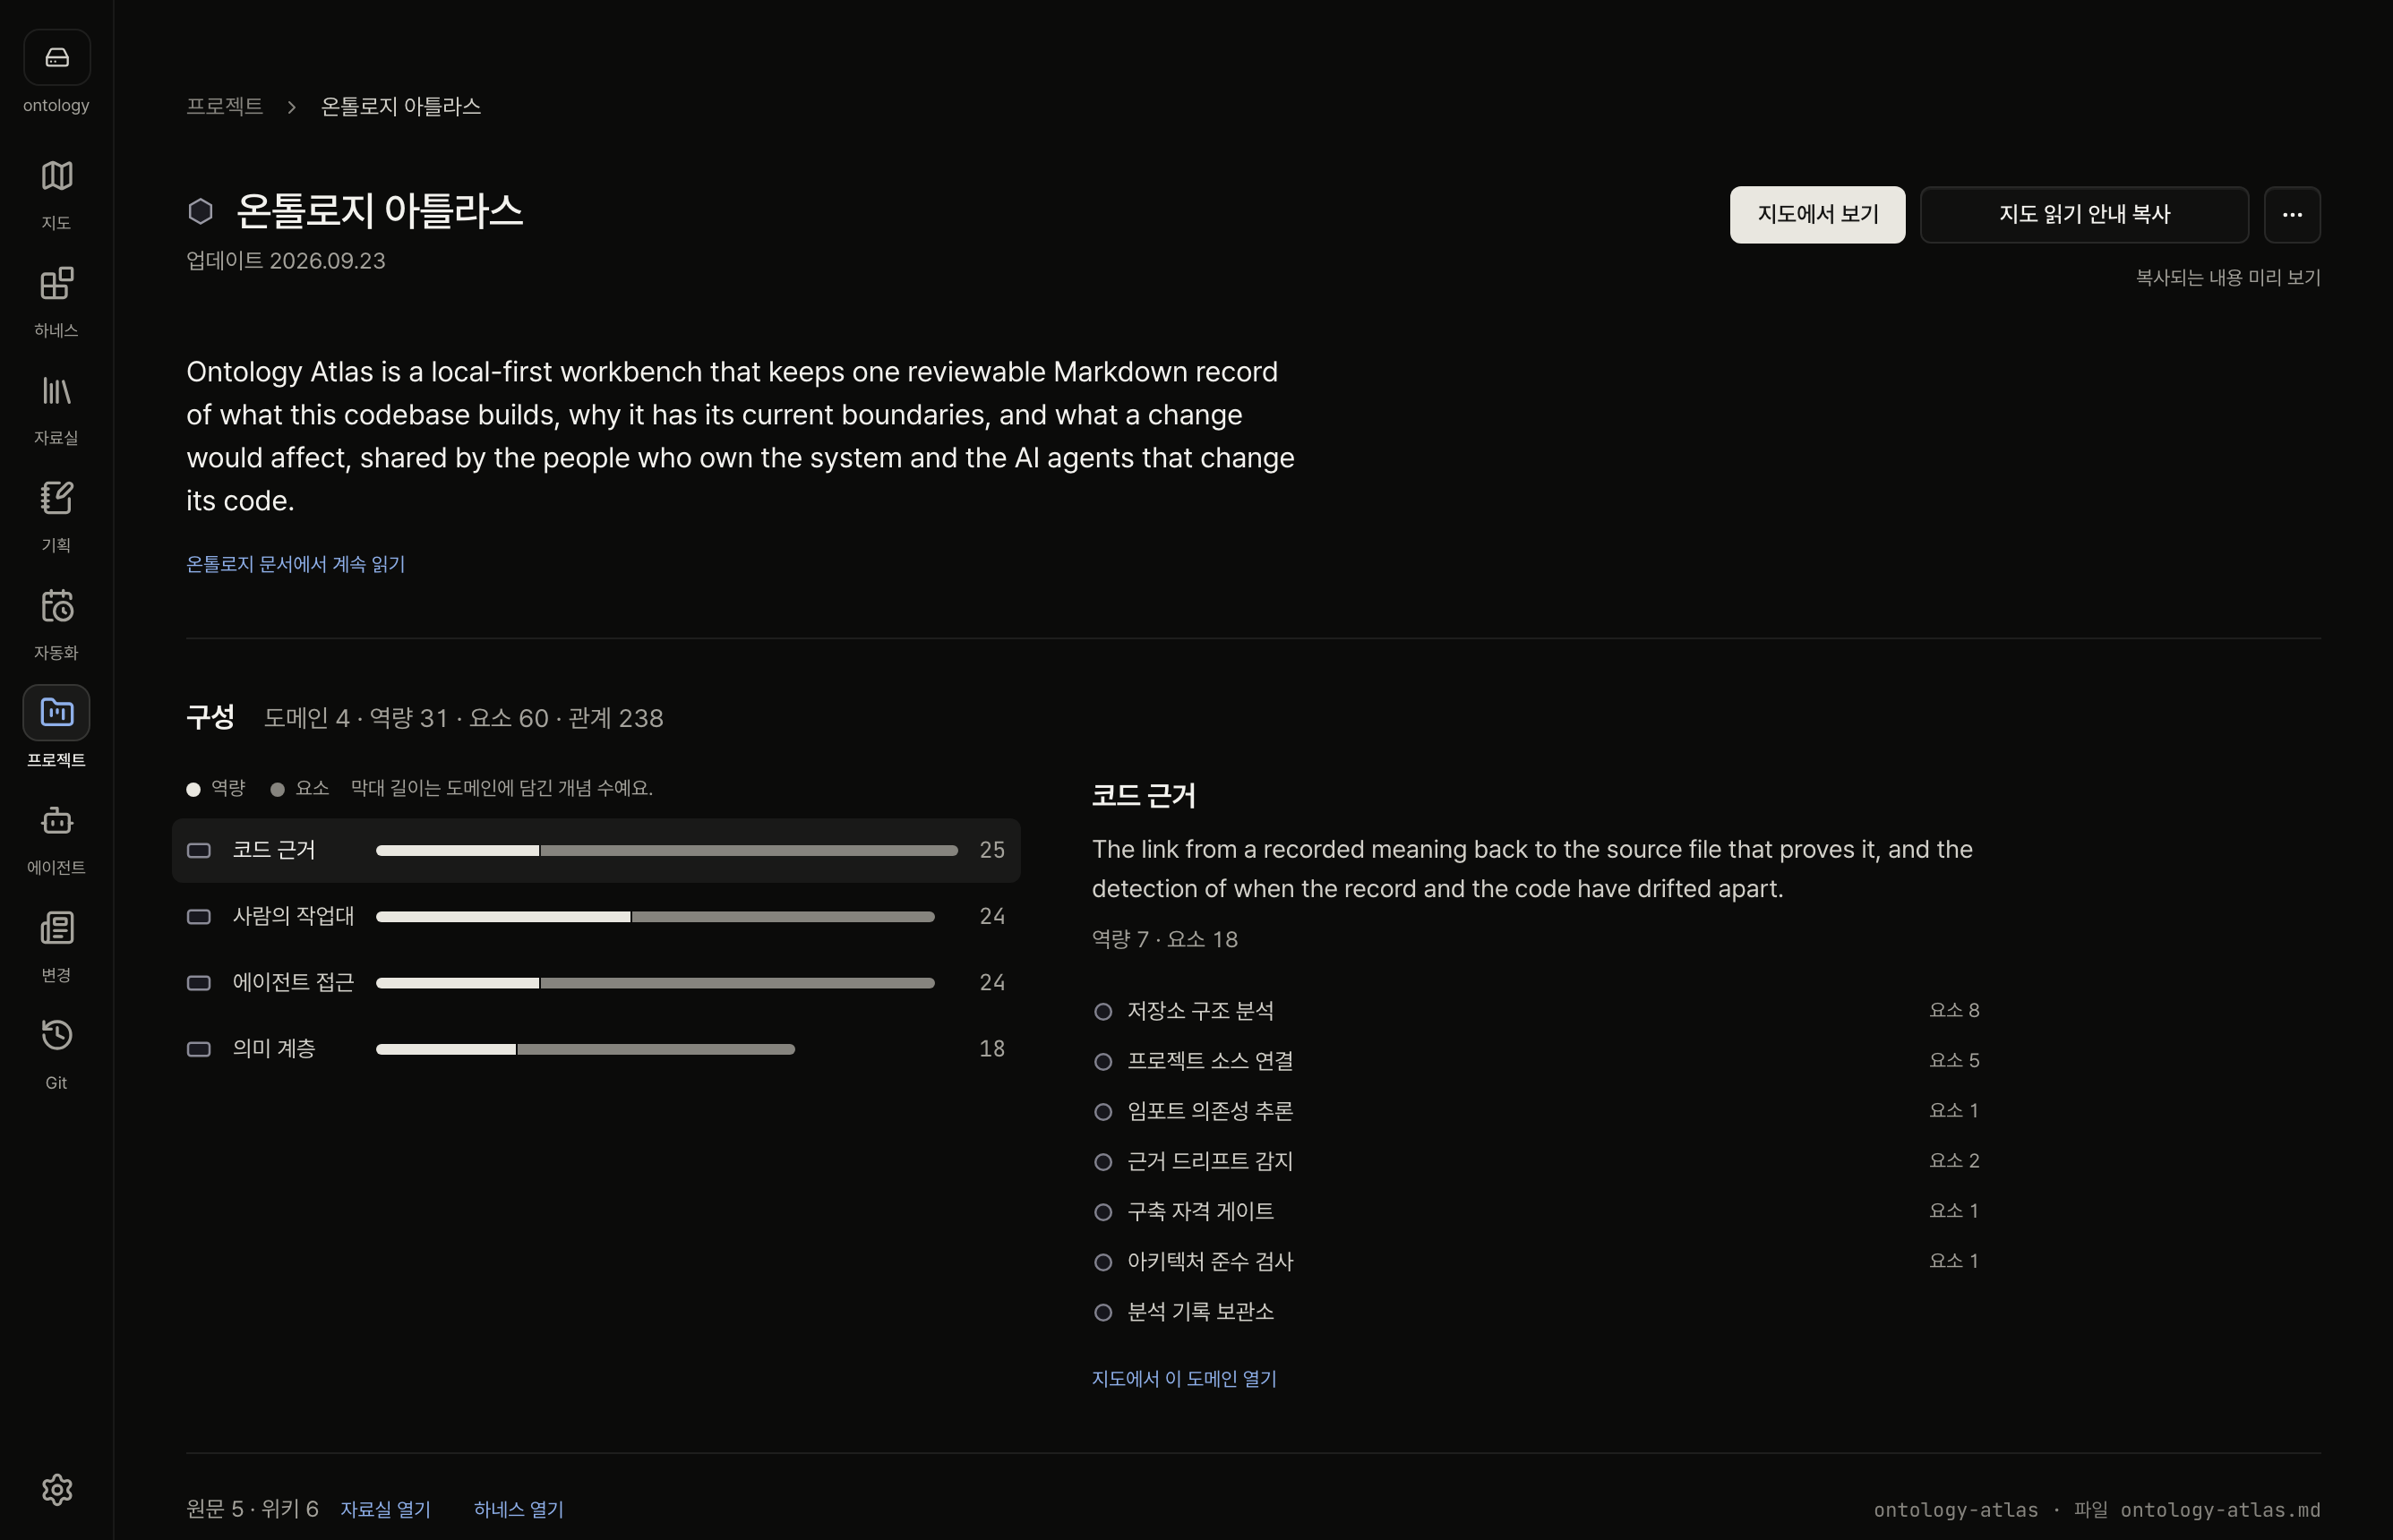 ontology
지도
하네스
자료실
기획
자동화
프로젝트
에이전트
변경
Git
프로젝트 > 온톨로지 아틀라스
온톨로지 아틀라스
업데이트 2026.09.23
지도에서 보기
지도 읽기 안내 복사
복사되는 내용 미리 보기
Ontology Atlas is a local-first workbench that keeps one reviewable Markdown record
of what this codebase builds, why it has its current boundaries, and what a change
would affect, shared by the people who own the system and the AI agents that change
its code.
온톨로지 문서에서 계속 읽기
구성 도메인 4 · 역량 31 · 요소 60 · 관계 238
역량 요소 막대 길이는 도메인에 담긴 개념 수예요.
코드 근거 25
사람의 작업대 24
에이전트 접근 24
의미 계층 18
코드 근거
The link from a recorded meaning back to the source file that proves it, and the
detection of when the record and the code have drifted apart.
역량 7 · 요소 18
저장소 구조 분석 요소 8
프로젝트 소스 연결 요소 5
임포트 의존성 추론 요소 1
근거 드리프트 감지 요소 2
구축 자격 게이트 요소 1
아키텍처 준수 검사 요소 1
분석 기록 보관소
지도에서 이 도메인 열기
원문 5 · 위키 6 자료실 열기 하네스 열기
ontology-atlas · 파일 ontology-atlas.md